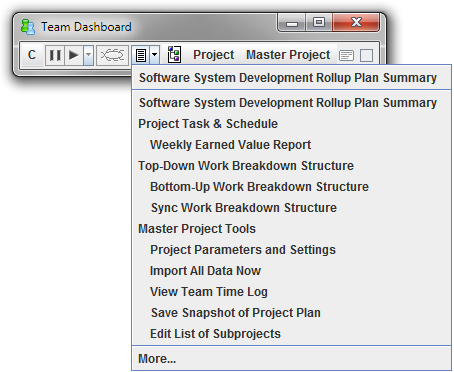 Team Dashboard
C Project Master Project
Software System Development Rollup Plan Summary
Software System Development Rollup Plan Summary
Project Task & Schedule
Weekly Earned Value Report
Top-Down Work Breakdown Structure
Bottom-Up Work Breakdown Structure
Sync Work Breakdown Structure
Master Project Tools
Project Parameters and Settings
Import All Data Now
View Team Time Log
Save Snapshot of Project Plan
Edit List of Subprojects
More...